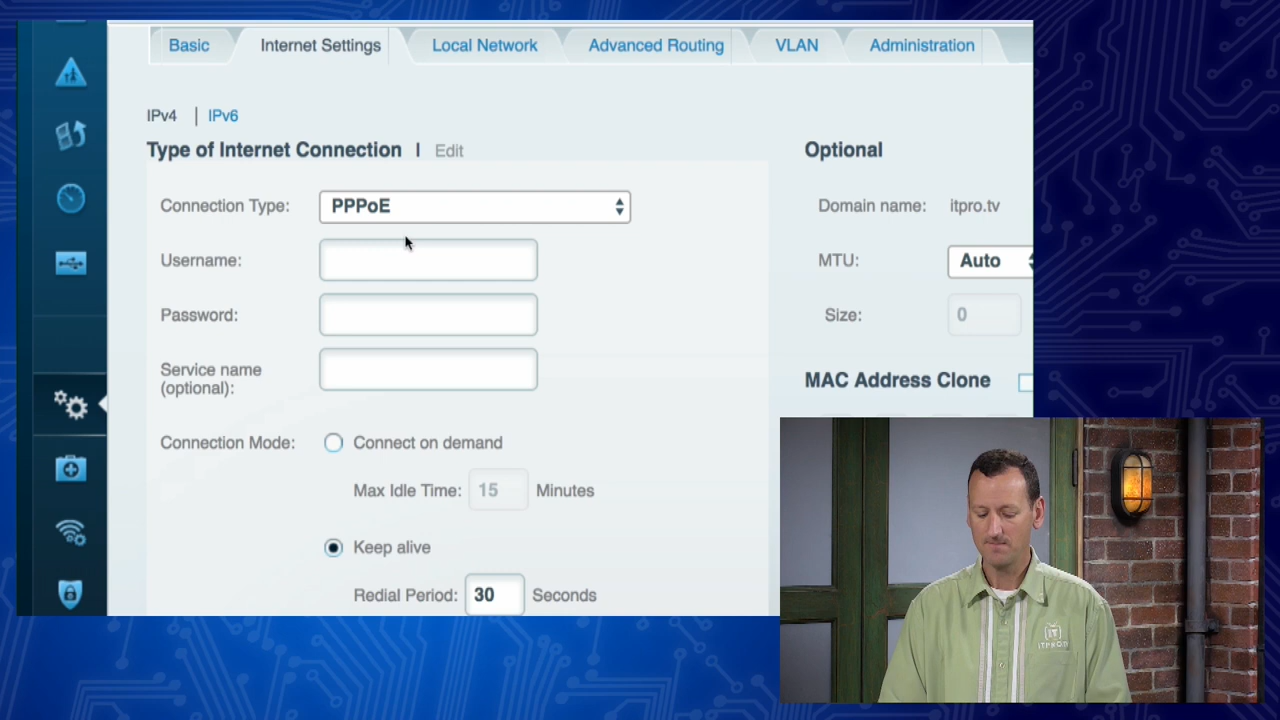 Basic
Internet Settings
Local Network
Advanced Routing
VLAN
Administration
IPv4 | IPv6
Type of Internet Connection | Edit
Connection Type: PPPoE
Username:
Password:
Service name
(optional):
Connection Mode: Connect on demand
Max Idle Time: 15 Minutes
Keep alive
Redial Period: 30 Seconds
Optional
Domain name: itpro.tv
MTU: Auto
Size: 0
MAC Address Clone
IT
ITPROTV